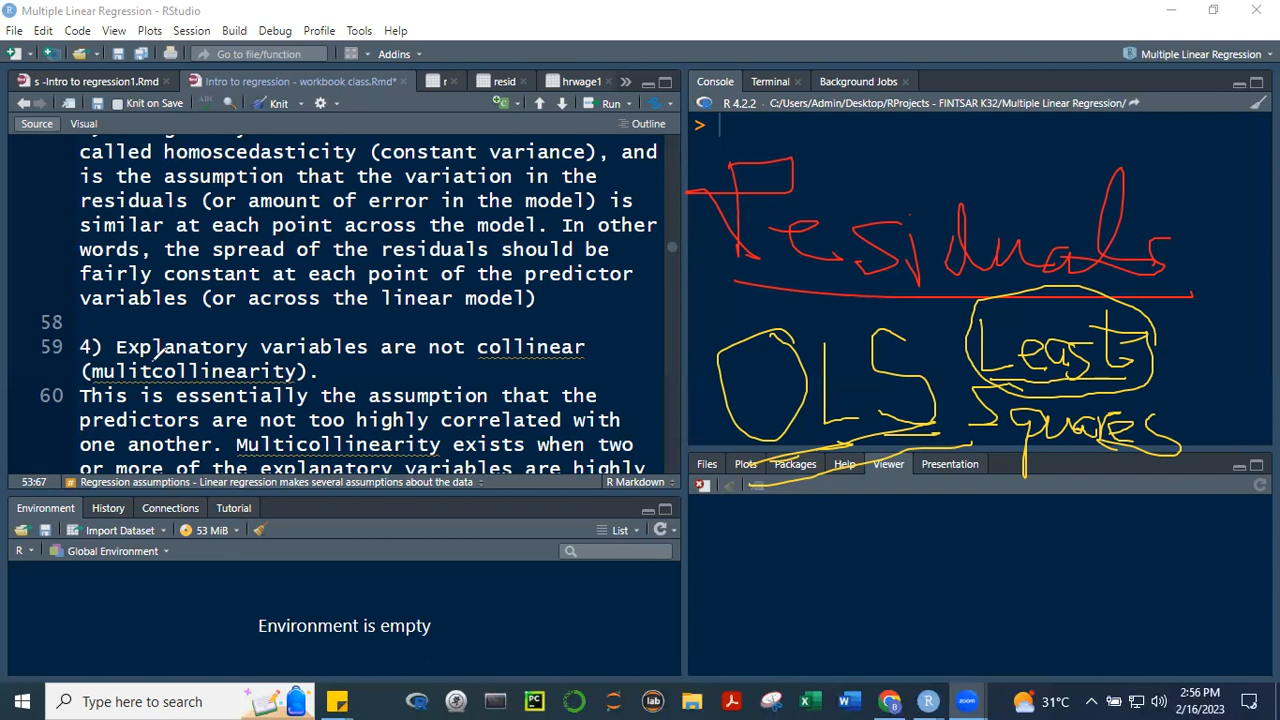 Multiple Linear Regression - RStudio
File Edit Code View Plots Session Build Debug Profile Tools Help
Go to file/function Addins Multiple Linear Regression
s -Intro to regression1.Rmd Intro to regression - workbook class.Rmd* r resid hrwage1
Knit on Save Knit Run
Source Visual Outline
called homoscedasticity (constant variance), and
is the assumption that the variation in the
residuals (or amount of error in the model) is
similar at each point across the model. In other
words, the spread of the residuals should be
fairly constant at each point of the predictor
variables (or across the linear model)
58
59 4) Explanatory variables are not collinear
(mulitcollinearity).
60 This is essentially the assumption that the
predictors are not too highly correlated with
one another. Multicollinearity exists when two
or more of the explanatory variables are highly
53:67 Regression assumptions - Linear regression makes several assumptions about the data R Markdown
Console Terminal Background Jobs
R 4.2.2 · C:/Users/Admin/Desktop/RProjects - FINTSAR K32/Multiple Linear Regression/
>
residuals
OLS Least
squares
Files Plots Packages Help Viewer Presentation
Environment History Connections Tutorial
Import Dataset 53 MiB List
R Global Environment
Environment is empty
Type here to search
PC
lab
31°C
2:56 PM
2/16/2023